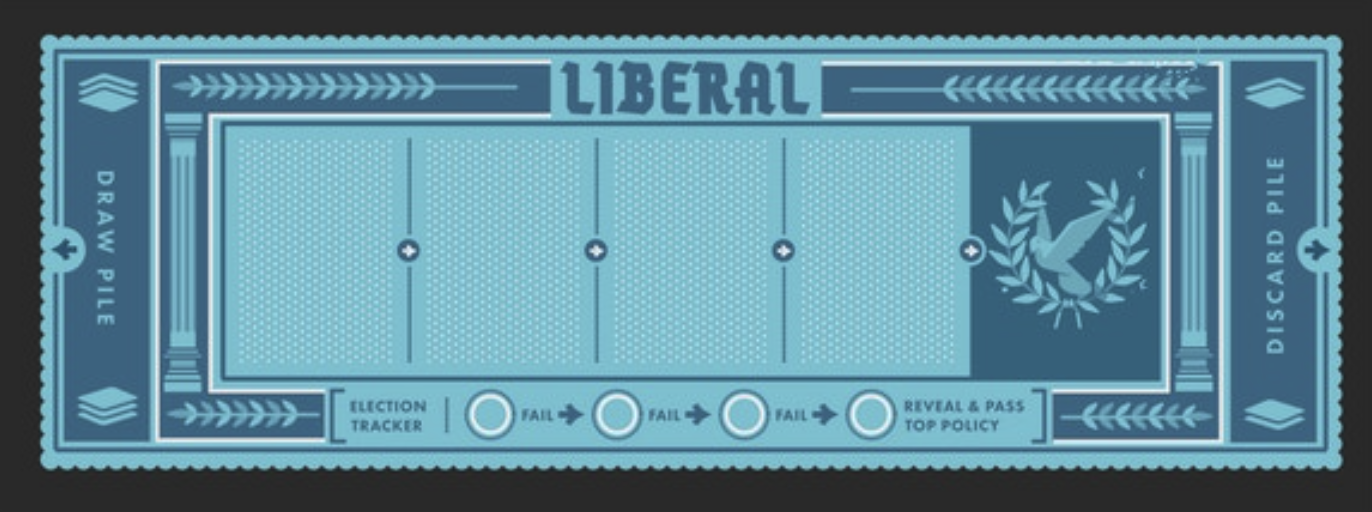 LIBERAL
DRAW PILE
DISCARD PILE
ELECTION
TRACKER
FAIL
FAIL
FAIL
REVEAL & PASS
TOP POLICY